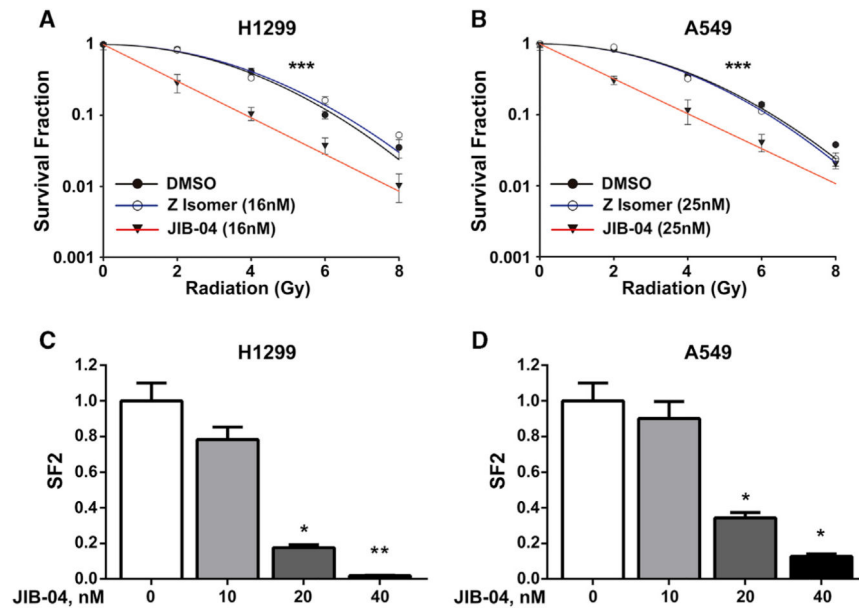 A
H1299
Survival Fraction
1
0.1
0.01
0.001
***
DMSO
Z Isomer (16nM)
JIB-04 (16nM)
0 2 4 6 8
Radiation (Gy)
B
A549
Survival Fraction
1
0.1
0.01
0.001
***
DMSO
Z Isomer (25nM)
JIB-04 (25nM)
0 2 4 6 8
Radiation (Gy)
C
H1299
SF2
1.2
1.0
0.8
0.6
0.4
0.2
0.0
* **
JIB-04, nM 0 10 20 40
D
A549
SF2
1.2
1.0
0.8
0.6
0.4
0.2
0.0
* *
JIB-04, nM 0 10 20 40